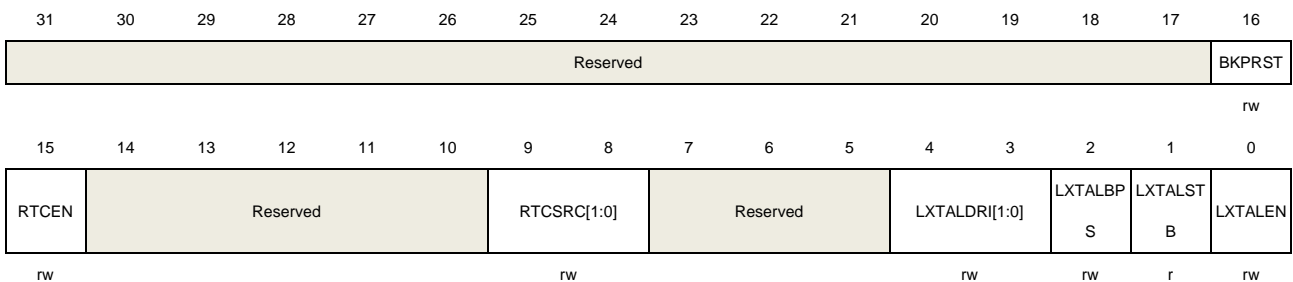 31 30 29 28 27 26 25 24 23 22 21 20 19 18 17 16
Reserved BKPRST
rw
15 14 13 12 11 10 9 8 7 6 5 4 3 2 1 0
RTCEN Reserved RTCSRC[1:0] Reserved LXTALDRI[1:0] LXTALBP LXTALST LXTALEN
S B
rw rw rw rw r rw